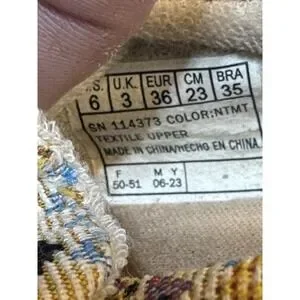 .S. U.K. EUR CM BRA
6 3 36 23 35
SN 114373 COLOR:NTMT
TEXTILE UPPER
MADE IN CHINA/HECHO EN CHINA
F M Y
50-51 06-23